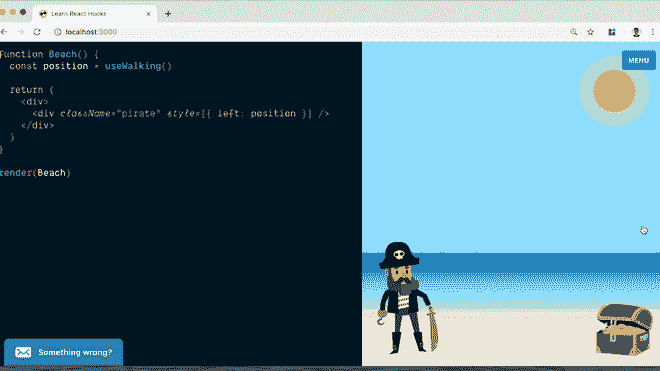 Learn React Hooks
localhost:3000
function Beach() {
const position = useWalking()
return (
<div>
<div className="pirate" style={{ left: position }} />
</div>
)
}
render(Beach)
MENU
Something wrong?